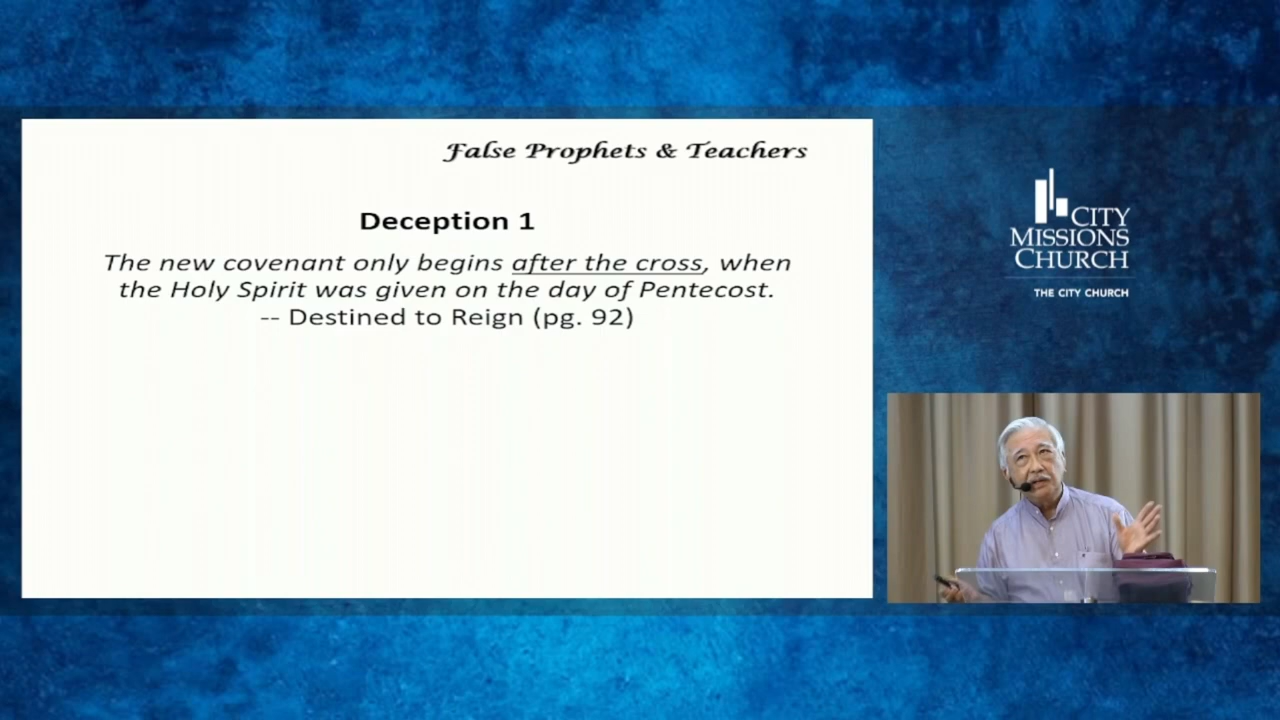 False Prophets & Teachers
Deception 1
The new covenant only begins after the cross, when
the Holy Spirit was given on the day of Pentecost.
-- Destined to Reign (pg. 92)
CITY
MISSIONS
CHURCH
THE CITY CHURCH